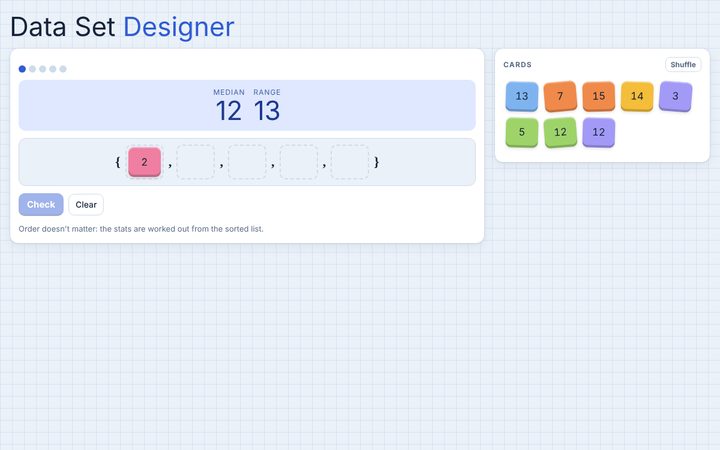 Data Set Designer
MEDIAN RANGE
12 13
{ 2 , , , , }
Check Clear
Order doesn't matter: the stats are worked out from the sorted list.
CARDS Shuffle
13 7 15 14 3
5 12 12